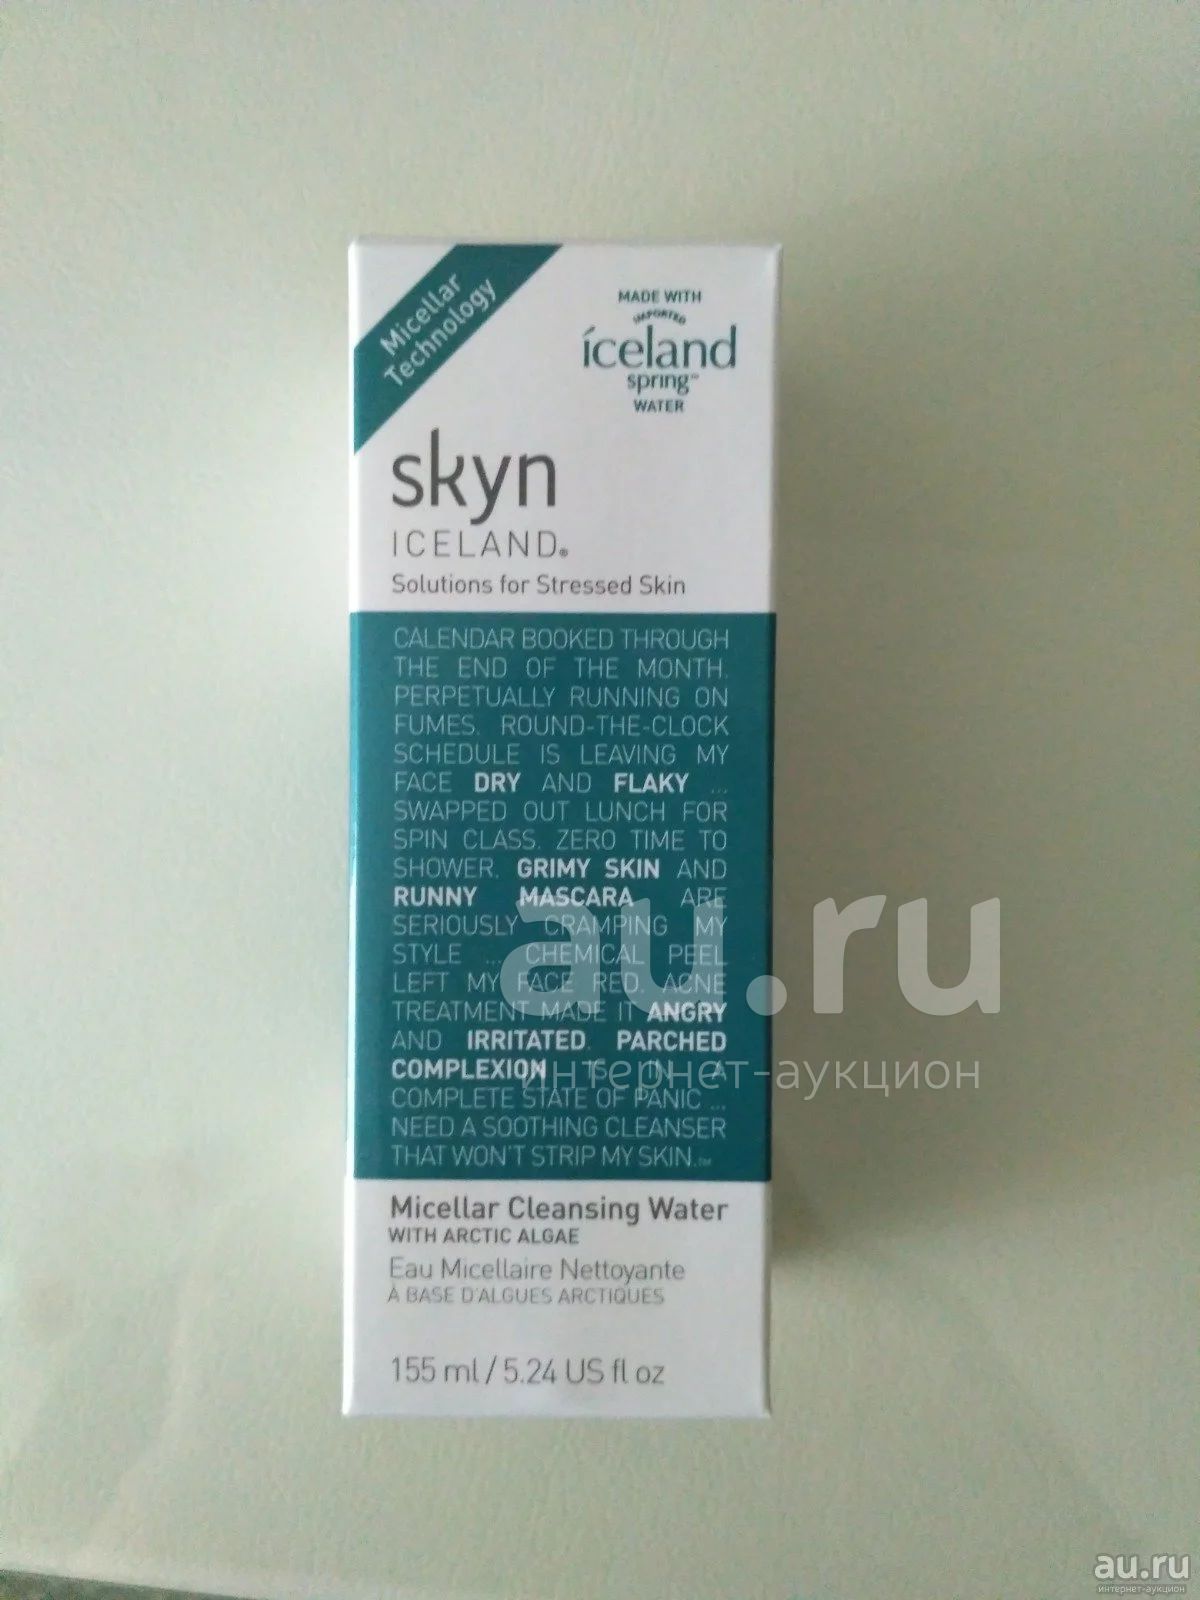 Micellar
Technology
MADE WITH
IMPORTED
íceland
spring™
WATER
skyn
ICELAND®
Solutions for Stressed Skin
CALENDAR BOOKED THROUGH
THE END OF THE MONTH.
PERPETUALLY RUNNING ON
FUMES. ROUND-THE-CLOCK
SCHEDULE IS LEAVING MY
FACE DRY AND FLAKY ...
SWAPPED OUT LUNCH FOR
SPIN CLASS. ZERO TIME TO
SHOWER. GRIMY SKIN AND
RUNNY MASCARA ARE
SERIOUSLY CRAMPING MY
STYLE ... CHEMICAL PEEL
LEFT MY FACE RED. ACNE
TREATMENT MADE IT ANGRY
AND IRRITATED. PARCHED
COMPLEXION IS IN A
COMPLETE STATE OF PANIC ...
NEED A SOOTHING CLEANSER
THAT WON'T STRIP MY SKIN.™
au.ru
интернет-аукцион
Micellar Cleansing Water
WITH ARCTIC ALGAE
Eau Micellaire Nettoyante
À BASE D'ALGUES ARCTIQUES
155 ml / 5.24 US fl oz
au.ru
интернет-аукцион